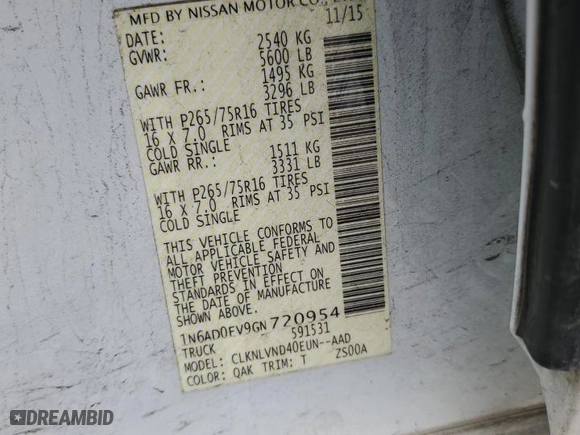 MFD BY NISSAN MOTOR CO.,
DATE: 11/15
GVWR: 2540 KG
5600 LB
GAWR FR.: 1495 KG
3296 LB
WITH P265/75R16 TIRES
16 X 7.0 RIMS AT 35 PSI
COLD SINGLE
GAWR RR.: 1511 KG
3331 LB
WITH P265/75R16 TIRES
16 X 7.0 RIMS AT 35 PSI
COLD SINGLE
THIS VEHICLE CONFORMS TO
ALL APPLICABLE FEDERAL
MOTOR VEHICLE SAFETY AND
THEFT PREVENTION
STANDARDS IN EFFECT ON
THE DATE OF MANUFACTURE
SHOWN ABOVE.
1N6AD0EV9GN720954
TRUCK 591531
MODEL: CLKNLVND40EUN--AAD
COLOR: QAK TRIM: T ZS00A
DREAMBID